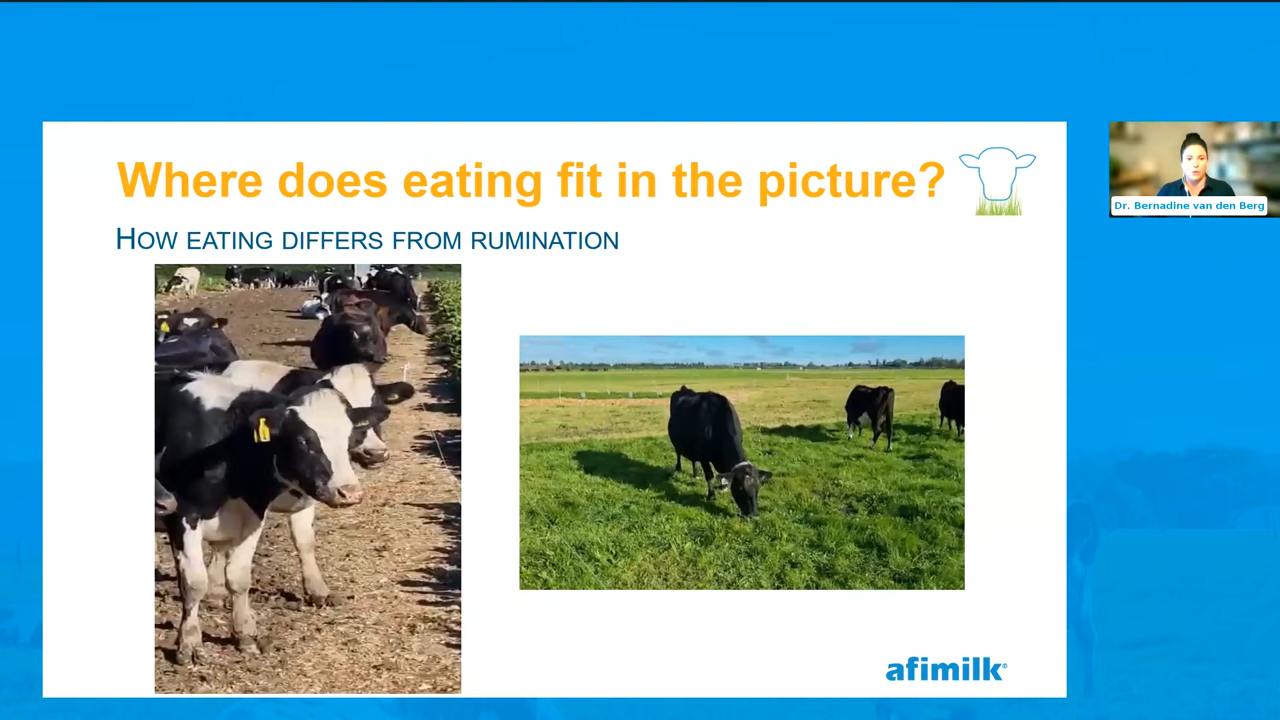 Where does eating fit in the picture?
How eating differs from rumination
Dr. Bernadine van den Berg
afimilk®